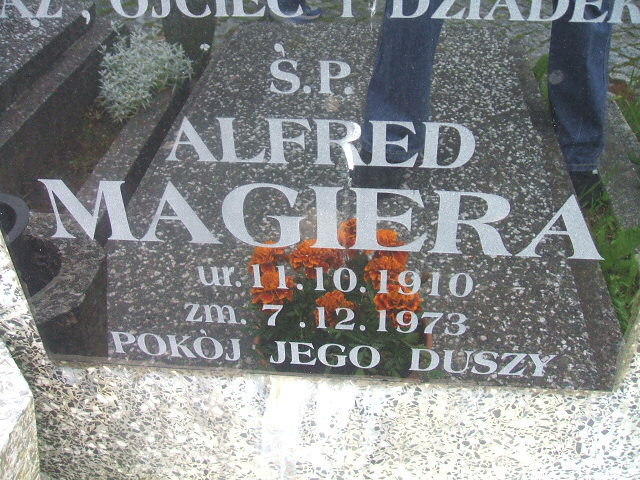 OJCIEC I DZIADEK
Ś.P.
ALFRED
MAGIERA
ur. 11.10.1910
zm. 7.12.1973
POKÓJ JEGO DUSZY